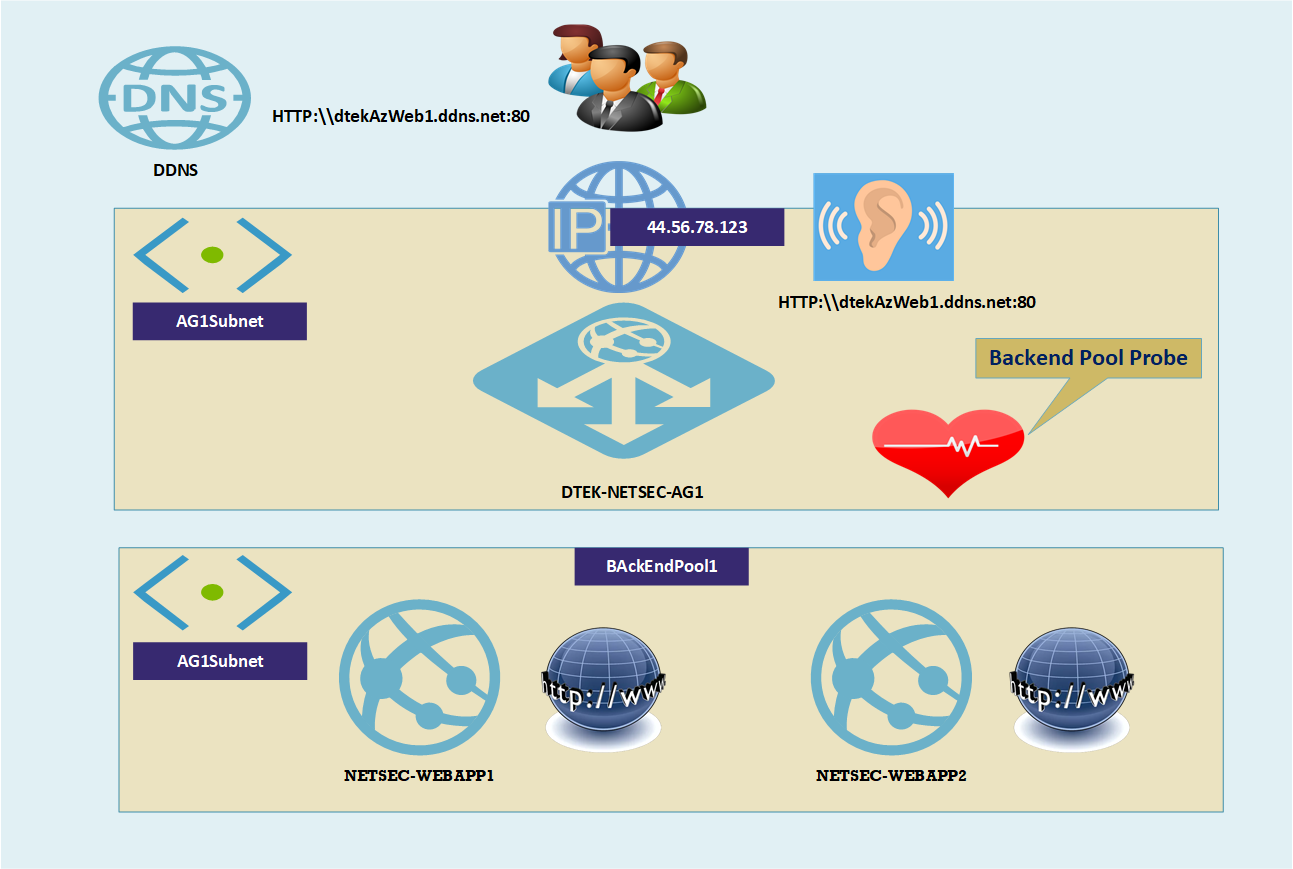 DNS
HTTP:\\dtekAzWeb1.ddns.net:80
DDNS
IP
44.56.78.123
AG1Subnet
HTTP:\\dtekAzWeb1.ddns.net:80
Backend Pool Probe
DTEK-NETSEC-AG1
BAckEndPool1
AG1Subnet
http://www
http://www
NETSEC-WEBAPP1
NETSEC-WEBAPP2